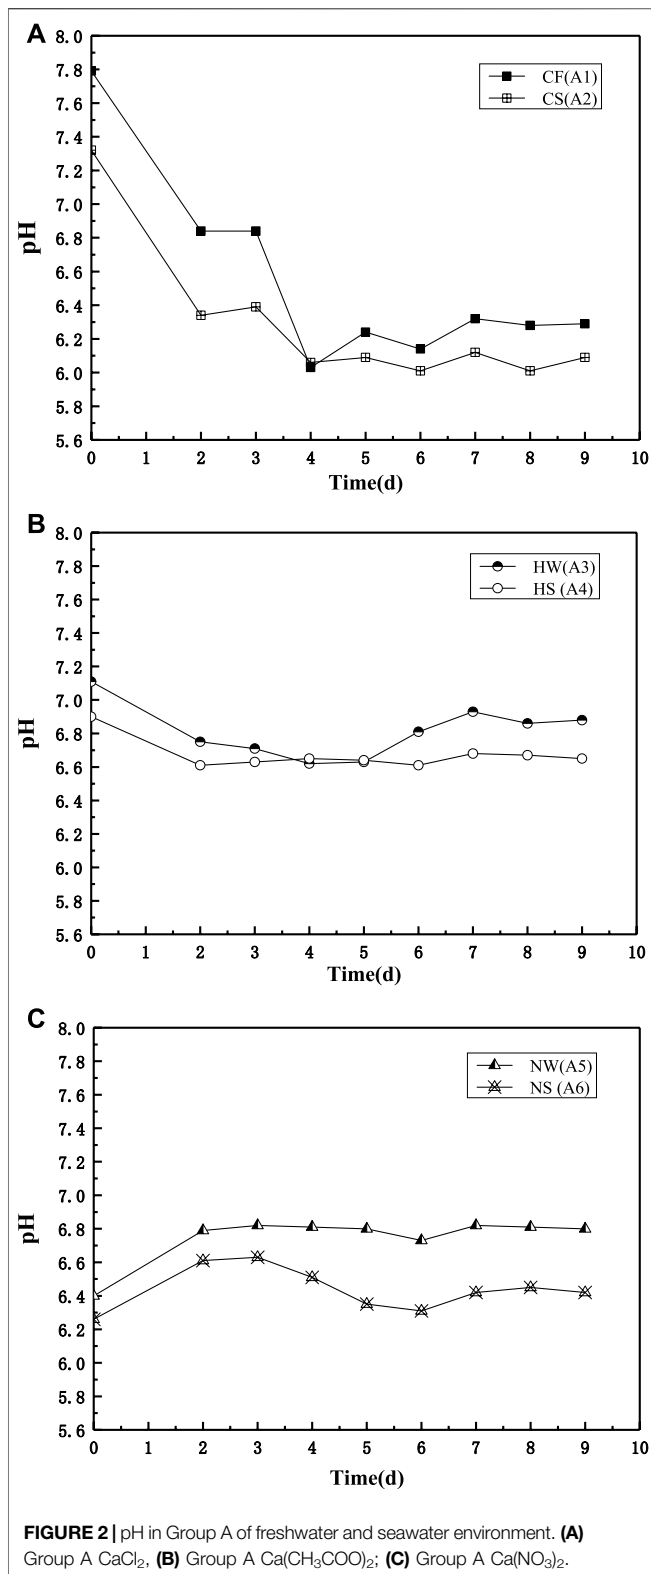 A
8.0
7.8
7.6
7.4
7.2
7.0
6.8
6.6
6.4
6.2
6.0
5.8
5.6
pH
CF(A1)
CS(A2)
0 1 2 3 4 5 6 7 8 9 10
Time(d)
B
8.0
7.8
7.6
7.4
7.2
7.0
6.8
6.6
6.4
6.2
6.0
5.8
5.6
pH
HW(A3)
HS (A4)
0 1 2 3 4 5 6 7 8 9 10
Time(d)
C
8.0
7.8
7.6
7.4
7.2
7.0
6.8
6.6
6.4
6.2
6.0
5.8
5.6
pH
NW(A5)
NS (A6)
0 1 2 3 4 5 6 7 8 9 10
Time(d)
FIGURE 2 | pH in Group A of freshwater and seawater environment. (A)
Group A CaCl₂, (B) Group A Ca(CH₃COO)₂; (C) Group A Ca(NO₃)₂.